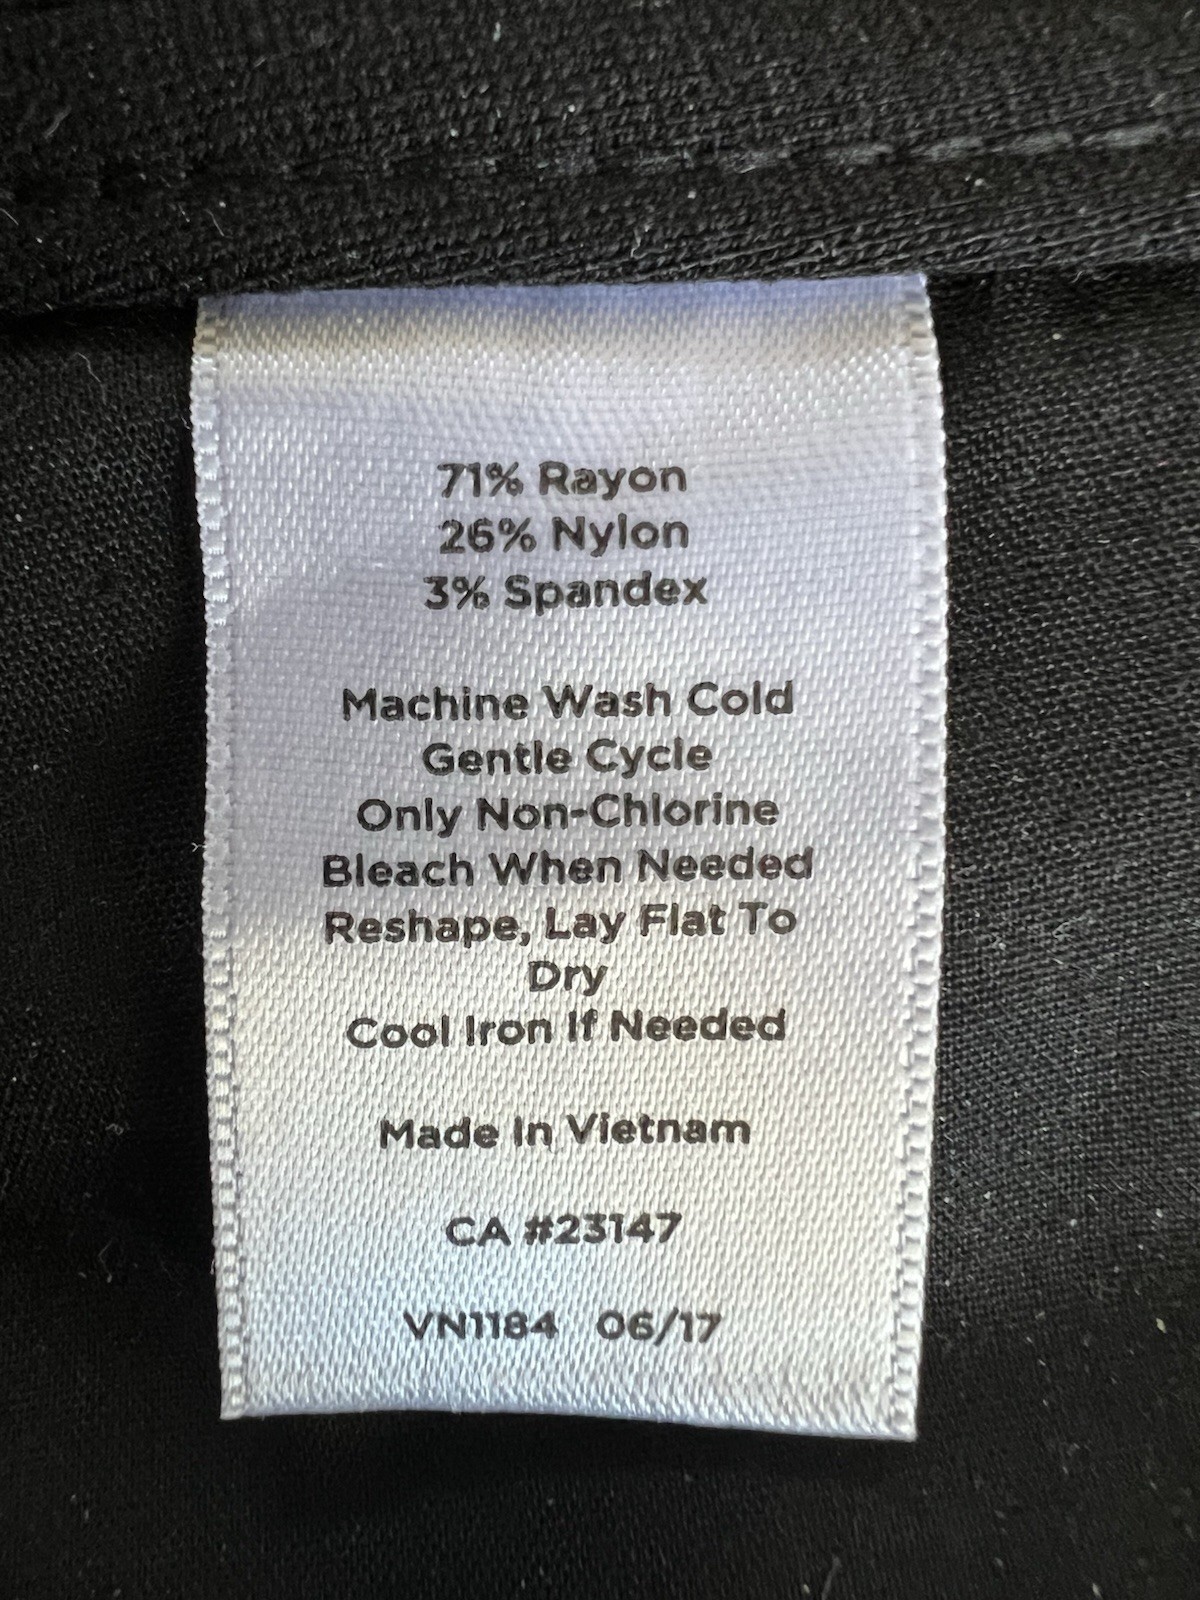 71% Rayon
26% Nylon
3% Spandex
Machine Wash Cold
Gentle Cycle
Only Non-Chlorine
Bleach When Needed
Reshape, Lay Flat To
Dry
Cool Iron If Needed
Made In Vietnam
CA #23147
VN1184 06/17